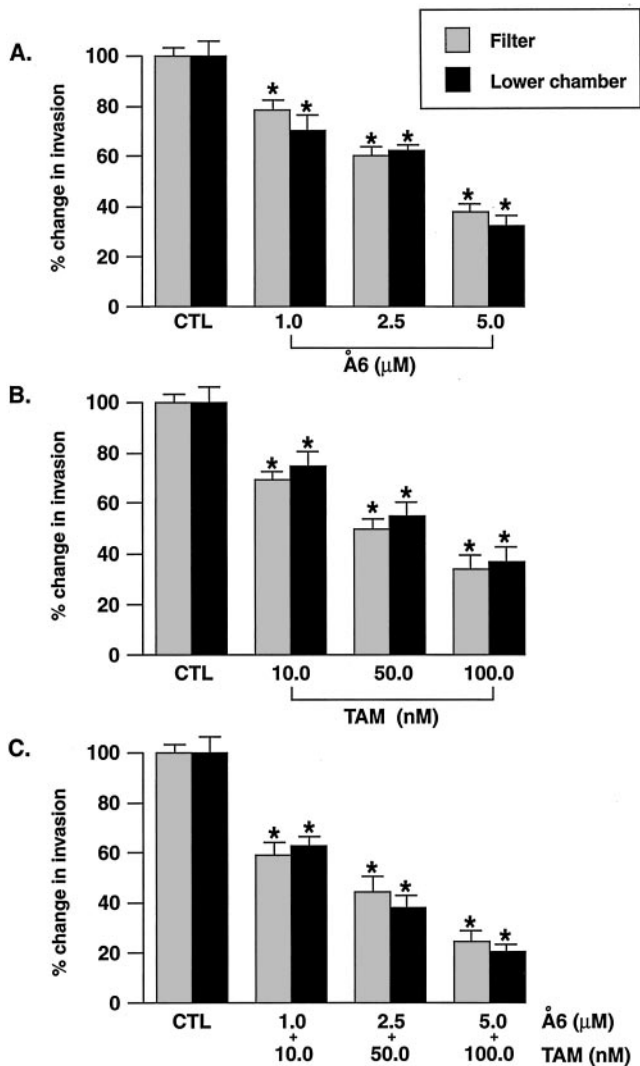 Filter
Lower chamber
A.
% change in invasion
100
80
60
40
20
0
*
*
*
*
*
*
CTL
1.0
2.5
5.0
Å6 (μM)
B.
% change in invasion
100
80
60
40
20
0
*
*
*
*
*
*
CTL
10.0
50.0
100.0
TAM (nM)
C.
% change in invasion
100
80
60
40
20
0
*
*
*
*
*
*
CTL
1.0 2.5 5.0 Å6 (μM)
+ + +
10.0 50.0 100.0 TAM (nM)